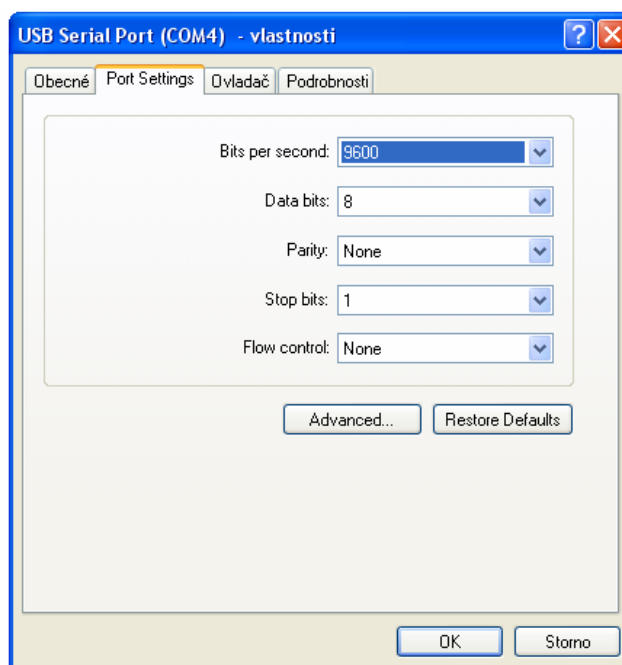 USB Serial Port (COM4) - vlastnosti
Obecné Port Settings Ovladač Podrobnosti
Bits per second: 9600
Data bits: 8
Parity: None
Stop bits: 1
Flow control: None
Advanced... Restore Defaults
OK Storno